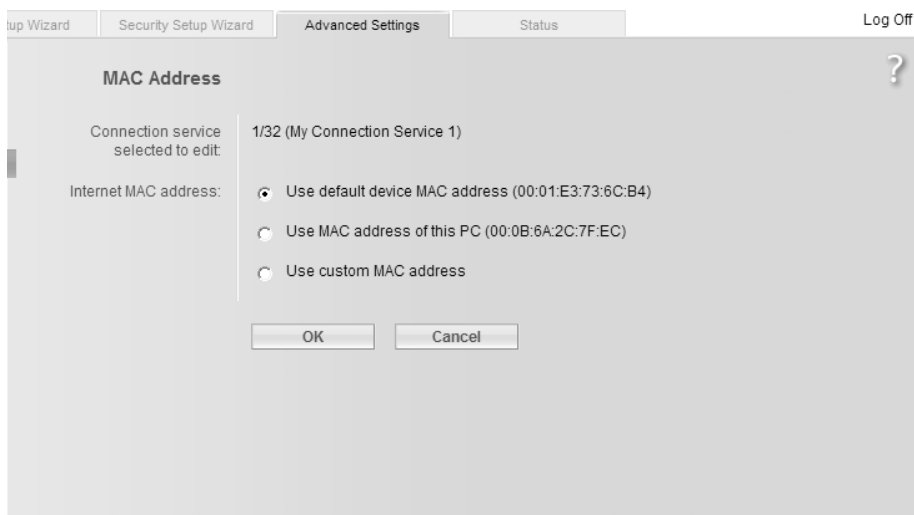 tup Wizard
Security Setup Wizard
Advanced Settings
Status
Log Off
?
MAC Address
Connection service
selected to edit:
1/32 (My Connection Service 1)
Internet MAC address:
Use default device MAC address (00:01:E3:73:6C:B4)
Use MAC address of this PC (00:0B:6A:2C:7F:EC)
Use custom MAC address
OK
Cancel